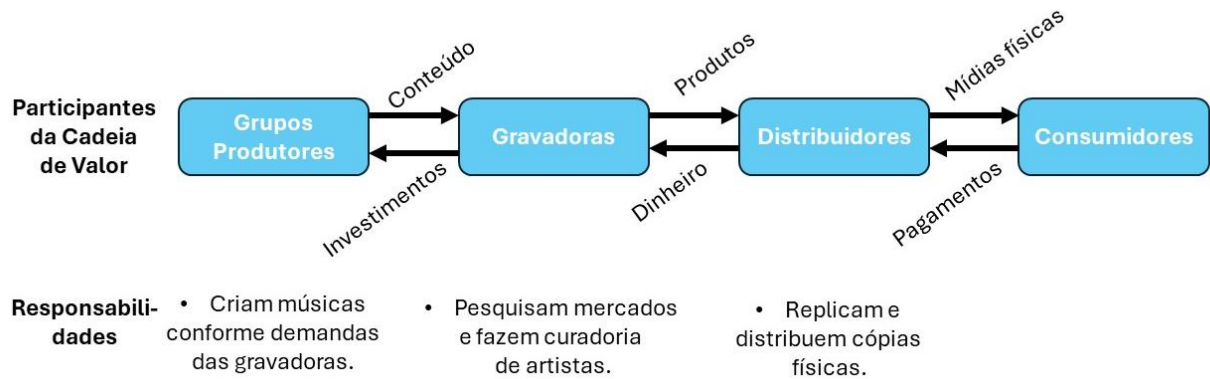 Participantes
da Cadeia
de Valor
Grupos
Produtores
Conteúdo
Investimentos
Gravadoras
Produtos
Dinheiro
Distribuidores
Mídias físicas
Pagamentos
Consumidores
Responsabili-
dades
• Criam músicas
conforme demandas
das gravadoras.
• Pesquisam mercados
e fazem curadoria
de artistas.
• Replicam e
distribuem cópias
físicas.